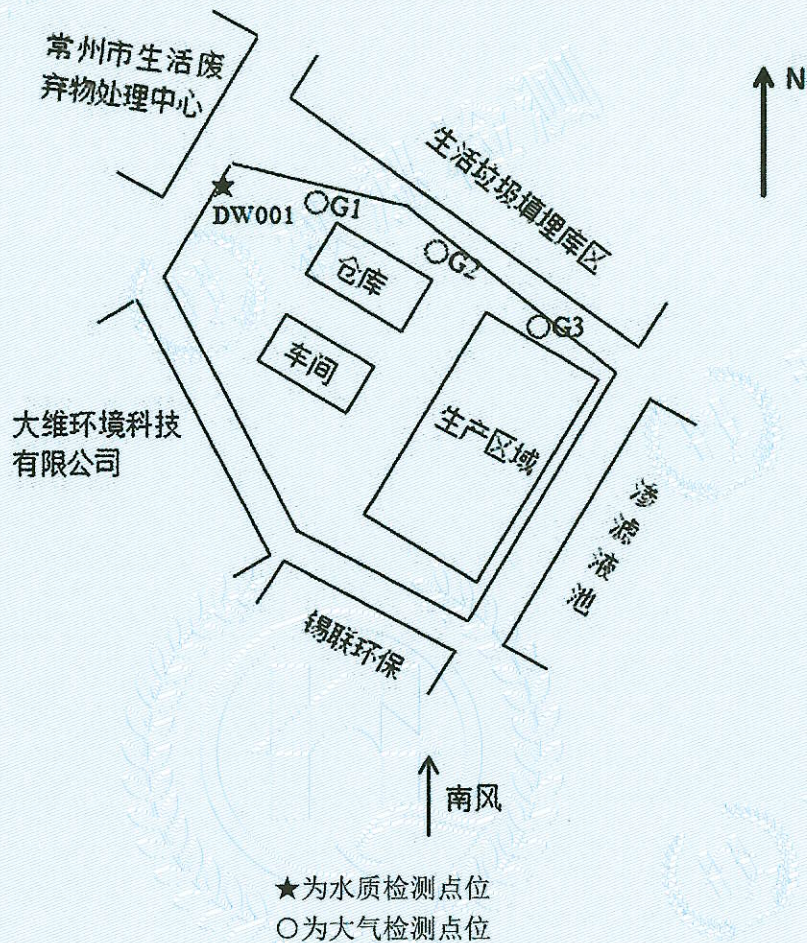 常州市生活废
弃物处理中心
N
生活垃圾填埋库区
DW001
G1
G2
仓库
G3
车间
大维环境科技
有限公司
生产区域
渗滤液池
锡联环保
南风
★为水质检测点位
○为大气检测点位